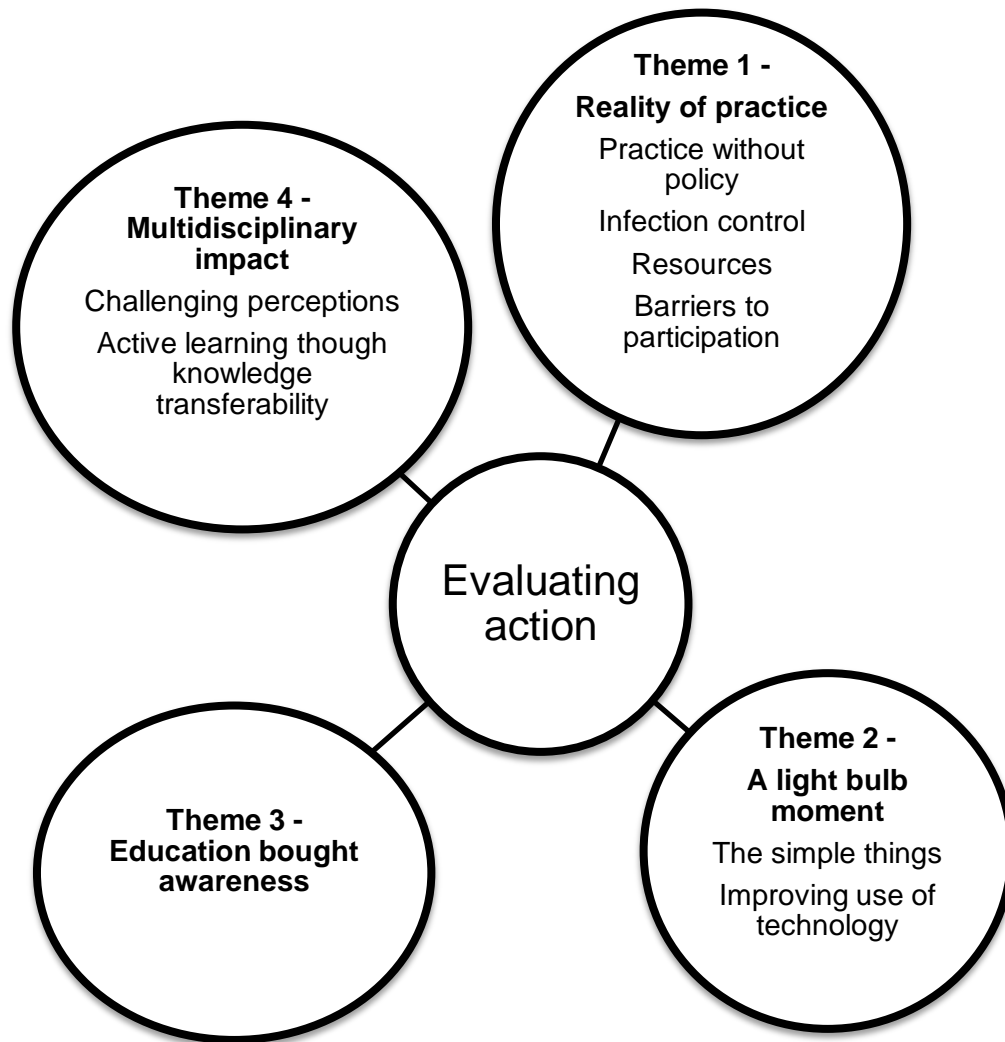 Theme 1 -
Reality of practice
Practice without
policy
Infection control
Resources
Barriers to
participation
Theme 4 -
Multidisciplinary
impact
Challenging perceptions
Active learning though
knowledge
transferability
Evaluating
action
Theme 2 -
A light bulb
moment
The simple things
Improving use of
technology
Theme 3 -
Education bought
awareness